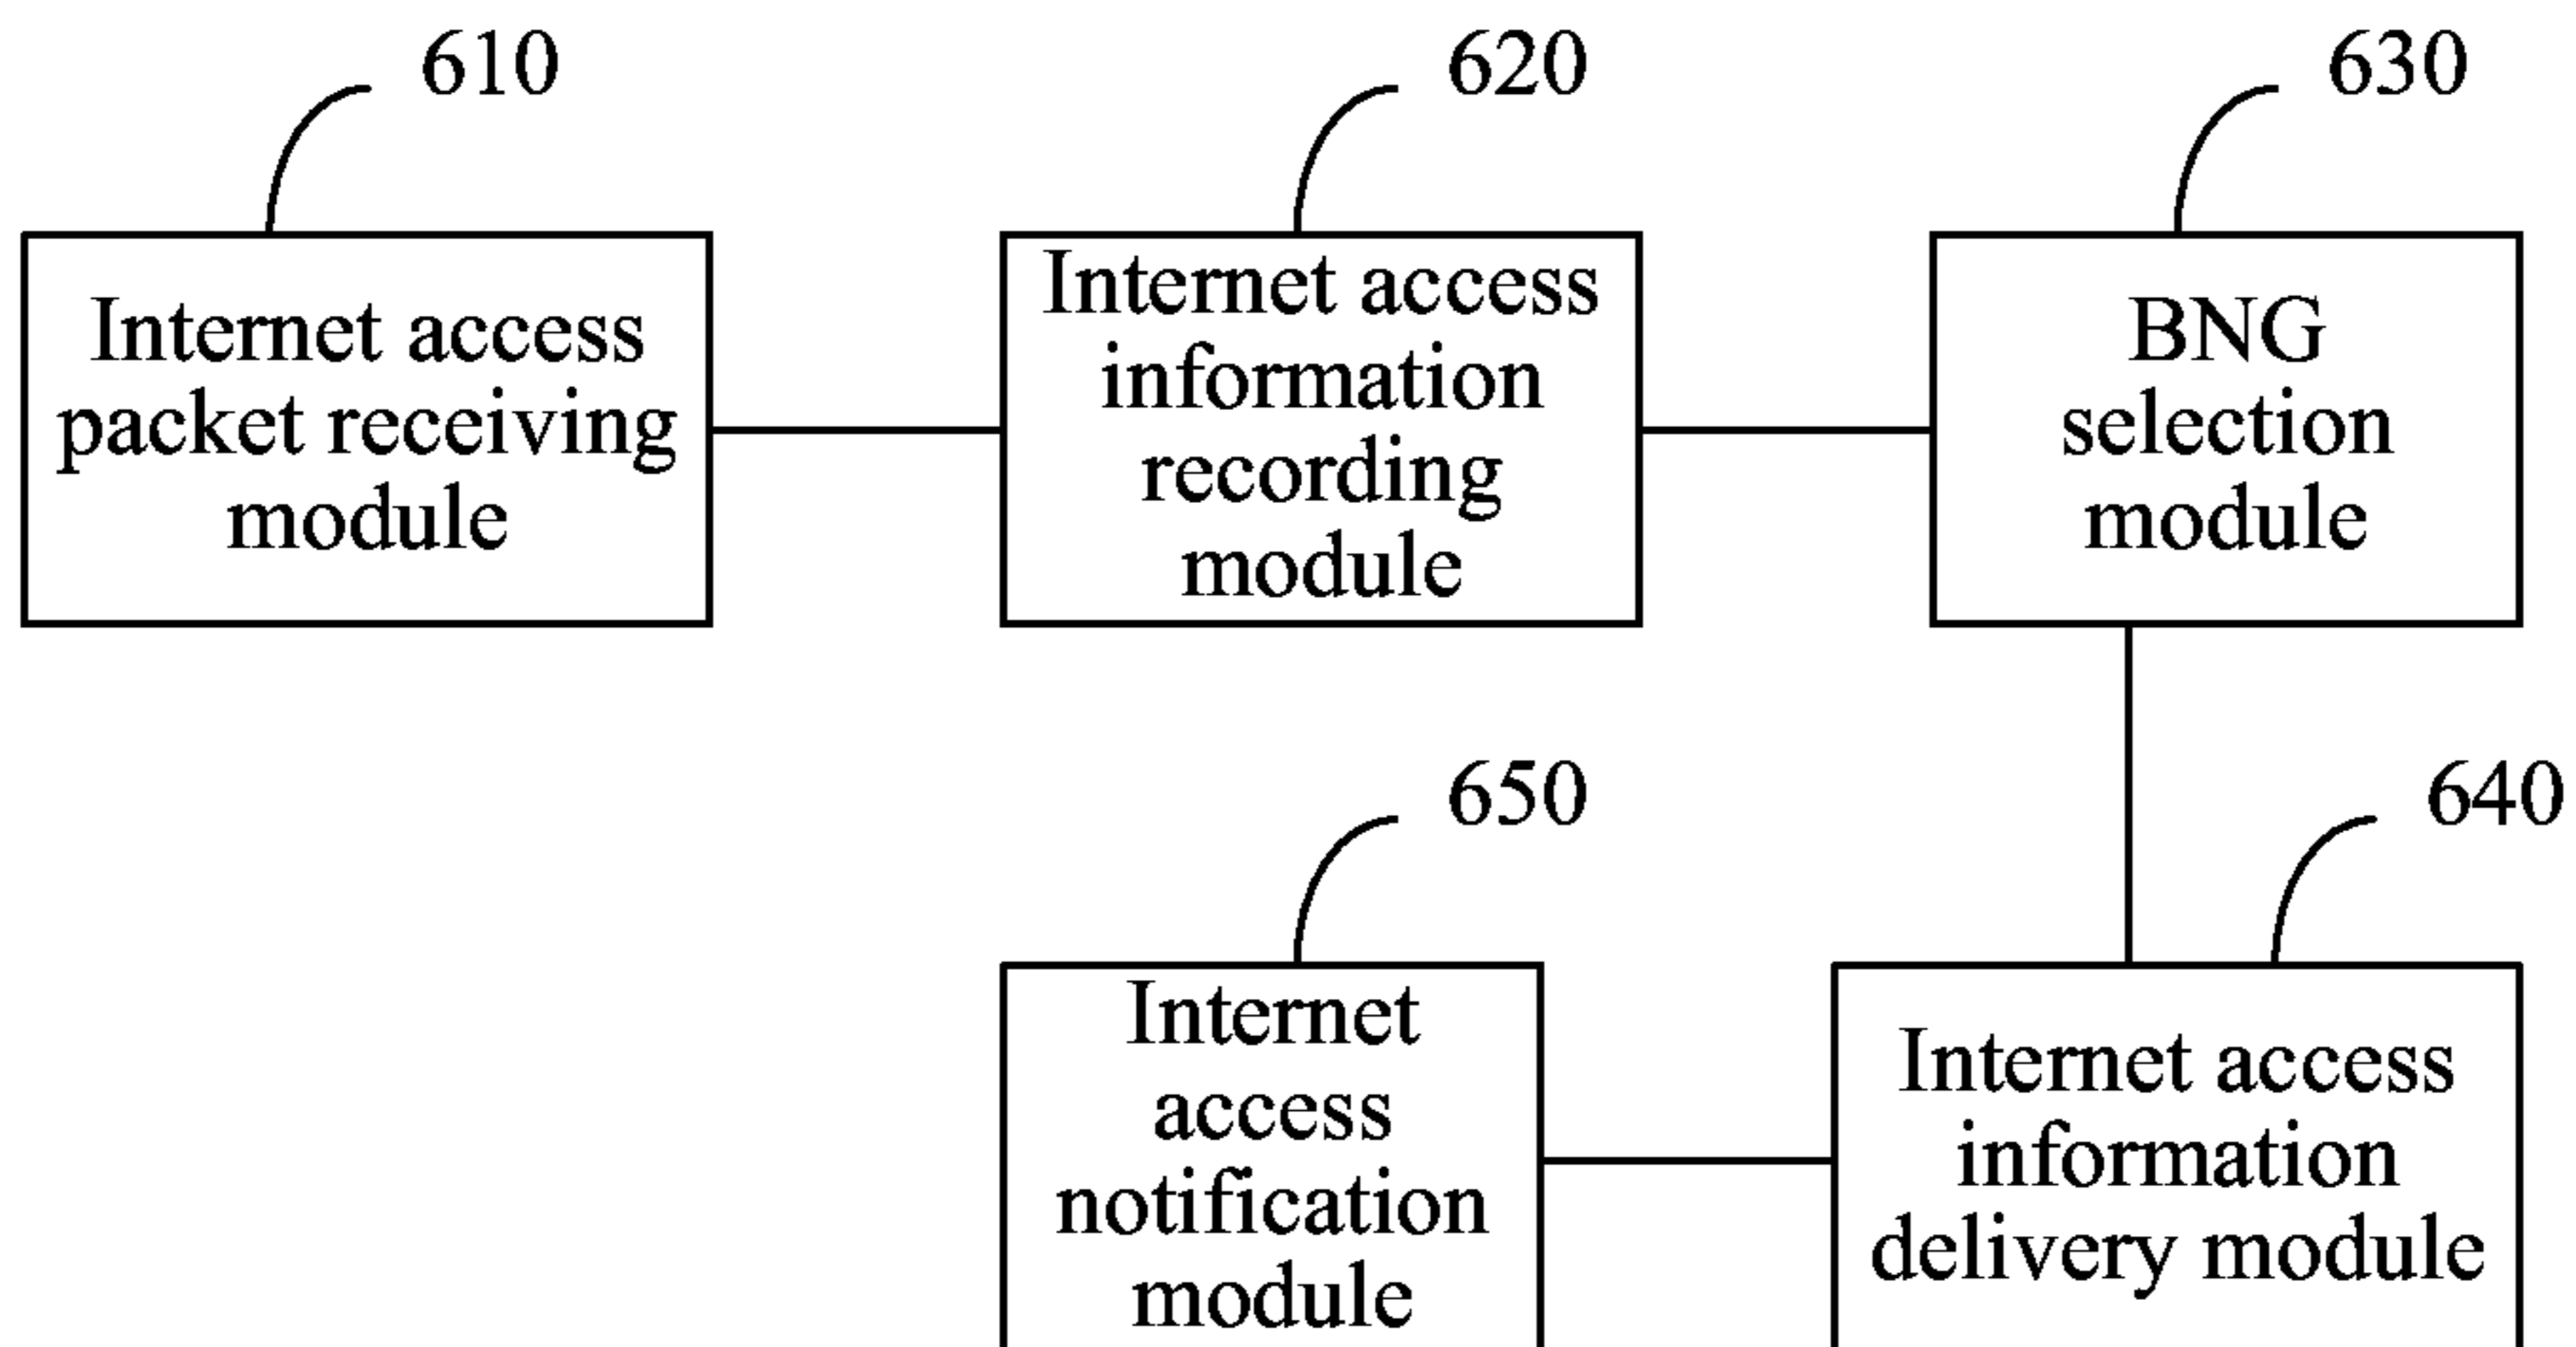 610
620
630
Internet access
packet receiving
module
Internet access
information
recording
module
BNG
selection
module
650
640
Internet
access
notification
module
Internet access
information
delivery module